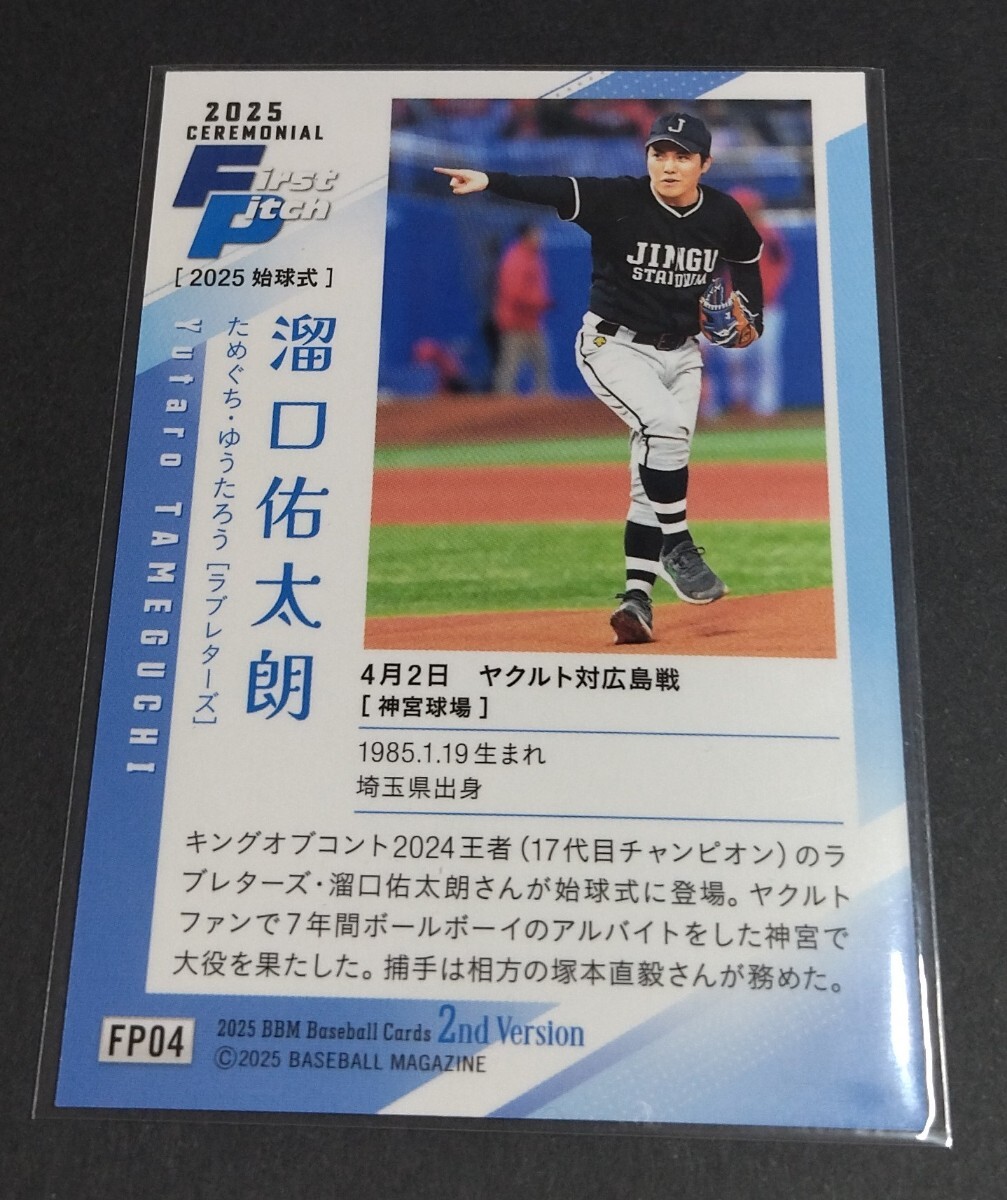 2025
CEREMONIAL
First
Pitch
[ 2025 始球式 ]
溜口佑太朗
ためぐち・ゆうたろう [ラブレターズ]
Yutaro TAMEGUCHI
J
JINGU
STADIUM
4月2日　ヤクルト対広島戦
[ 神宮球場 ]
1985.1.19生まれ
埼玉県出身
キングオブコント2024王者（17代目チャンピオン）のラ
ブレターズ・溜口佑太朗さんが始球式に登場。ヤクルト
ファンで7年間ボールボーイのアルバイトをした神宮で
大役を果たした。捕手は相方の塚本直毅さんが務めた。
FP04
2025 BBM Baseball Cards 2nd Version
©2025 BASEBALL MAGAZINE